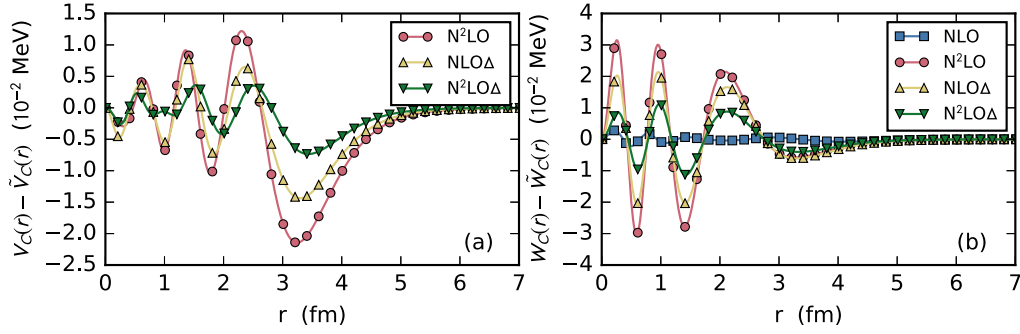 V_C(r) − Ṽ_C(r) (10⁻² MeV)
1.5
1.0
0.5
0.0
−0.5
−1.0
−1.5
−2.0
−2.5
N²LO
NLOΔ
N²LOΔ
(a)
0 1 2 3 4 5 6 7
r (fm)
W_C(r) − W̃_C(r) (10⁻² MeV)
4
3
2
1
0
−1
−2
−3
−4
NLO
N²LO
NLOΔ
N²LOΔ
(b)
0 1 2 3 4 5 6 7
r (fm)